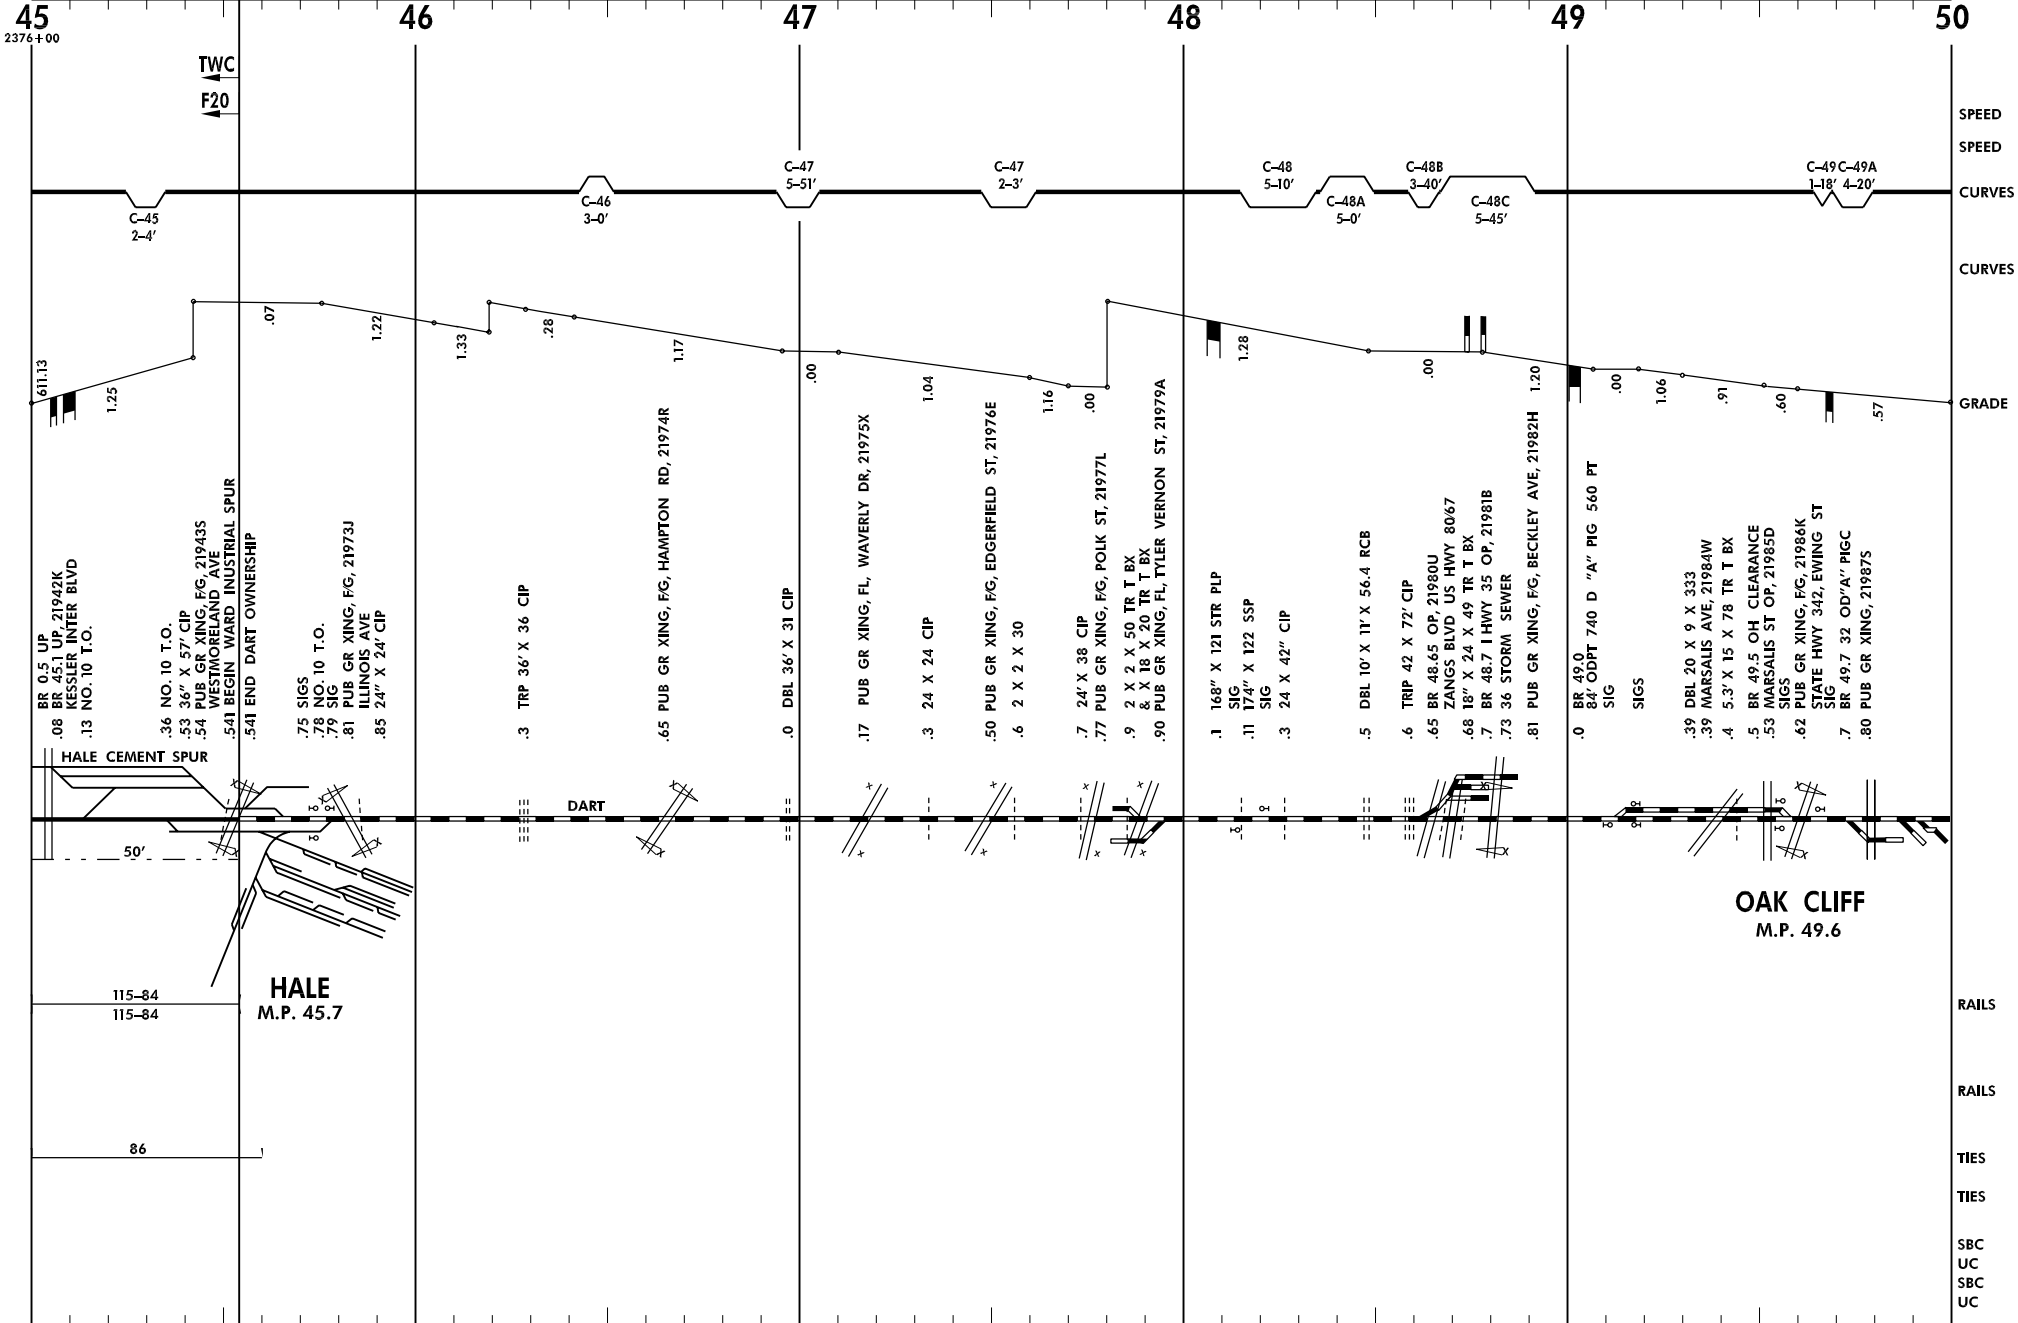 45
46
47
48
49
50
2376+00
TWC
F20
SPEED
SPEED
C–47
5–51′
C–47
2–3′
C–48
5–10′
C–48B
3–40′
C–49
1–18′
C–49A
4–20′
CURVES
C–45
2–4′
C–46
3–0′
C–48A
5–0′
C–48C
5–45′
CURVES
611.13
1.25
.07
1.22
1.33
.28
1.17
.00
1.04
1.16
.00
1.28
.00
1.20
.00
1.06
.91
.60
.57
GRADE
BR 0.5 UP
.08 BR 45.1 UP, 21942K
KESSLER INTER BLVD
.13 NO. 10 T.O.
.36 NO. 10 T.O.
.53 36″ X 57′ CIP
.54 PUB GR XING, F/G, 21943S
WESTMORELAND AVE
.541 BEGIN WARD INUSTRIAL SPUR
.541 END DART OWNERSHIP
.75 SIGS
.78 NO. 10 T.O.
.79 SIG
.81 PUB GR XING, F/G, 21973J
ILLINOIS AVE
.85 24″ X 24′ CIP
.3 TRP 36′ X 36 CIP
.65 PUB GR XING, F/G, HAMPTON RD, 21974R
.0 DBL 36′ X 31 CIP
.17 PUB GR XING, FL, WAVERLY DR, 21975X
.3 24 X 24 CIP
.50 PUB GR XING, F/G, EDGERFIELD ST, 21976E
.6 2 X 2 X 30
.7 24′ X 38 CIP
.77 PUB GR XING, F/G, POLK ST, 21977L
.9 2 X 2 X 50 TR T BX
& X 18 X 20 TR T BX
.90 PUB GR XING, FL, TYLER VERNON ST, 21979A
.1 168″ X 121 STR PLP
SIG
.11 174″ X 122 SSP
SIG
.3 24 X 42″ CIP
.5 DBL 10′ X 11′ X 56.4 RCB
.6 TRIP 42 X 72′ CIP
.65 BR 48.65 OP, 21980U
ZANGS BLVD US HWY 80/67
.68 18″ X 24 X 49 TR T BX
.7 BR 48.7 I HWY 35 OP, 21981B
.73 36 STORM SEWER
.81 PUB GR XING, F/G, BECKLEY AVE, 21982H
.0 BR 49.0
84′ ODPT 740 D ″A″ PIG 560 PT
SIG
SIGS
.39 DBL 20 X 9 X 333
.39 MARSALIS AVE, 21984W
.4 5.3′ X 15 X 78 TR T BX
.5 BR 49.5 OH CLEARANCE
.53 MARSALIS ST OP, 21985D
SIGS
.62 PUB GR XING, F/G, 21986K
STATE HWY 342, EWING ST
SIG
.7 BR 49.7 32 OD″A″ PIGC
.80 PUB GR XING, 21987S
HALE CEMENT SPUR
DART
50′
OAK CLIFF
M.P. 49.6
HALE
M.P. 45.7
115–84
115–84
RAILS
RAILS
86
TIES
TIES
SBC
UC
SBC
UC